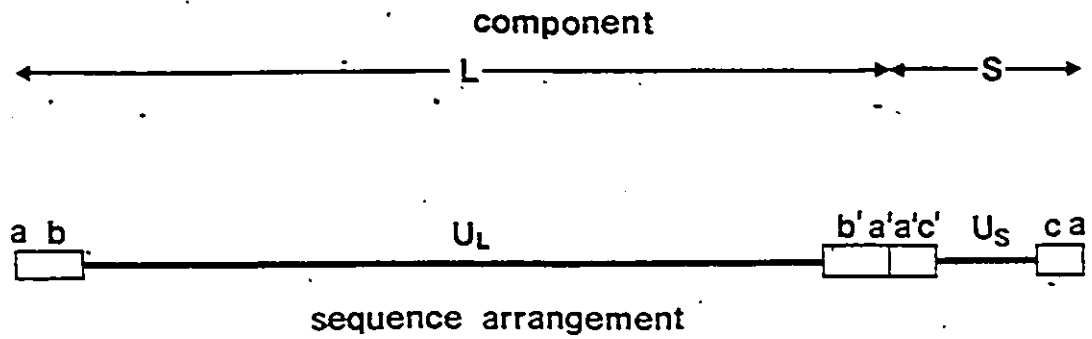 component
L S
a b U_L b' a' a' c' U_S c a
sequence arrangement